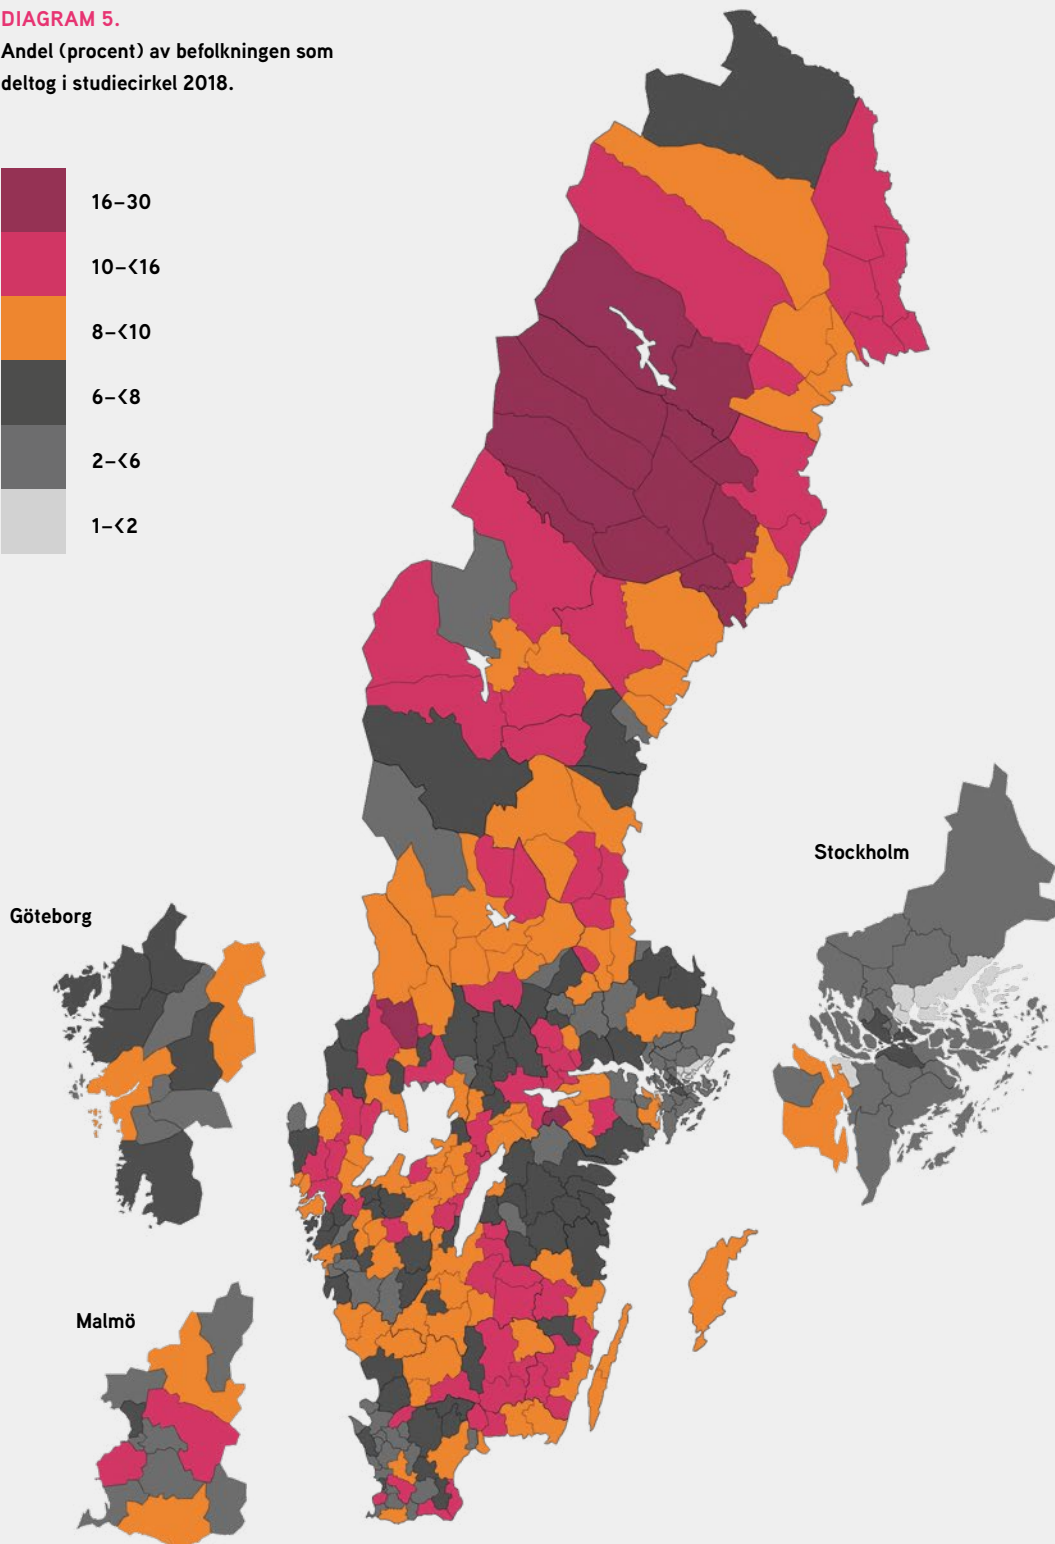 DIAGRAM 5.
Andel (procent) av befolkningen som
deltog i studiecirkel 2018.
16–30
10–<16
8–<10
6–<8
2–<6
1–<2
Stockholm
Göteborg
Malmö